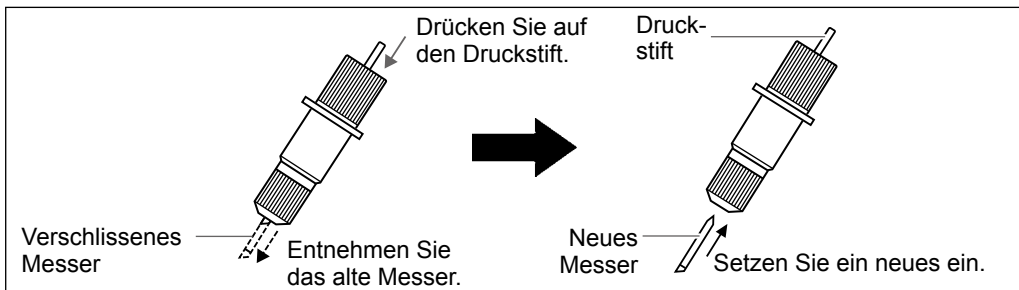 Drücken Sie auf
den Druckstift.
Verschlissenes
Messer
Entnehmen Sie
das alte Messer.
Druck-
stift
Neues
Messer
Setzen Sie ein neues ein.